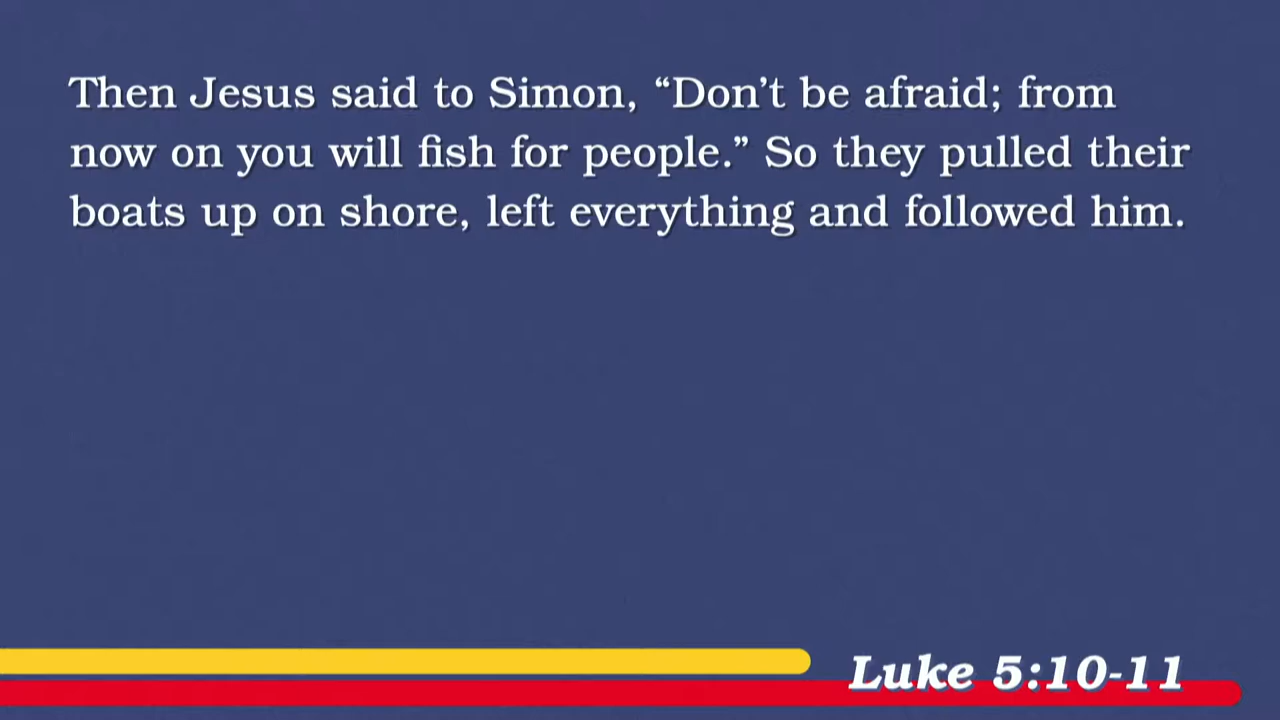 Then Jesus said to Simon, “Don’t be afraid; from
now on you will fish for people.” So they pulled their
boats up on shore, left everything and followed him.
Luke 5:10-11